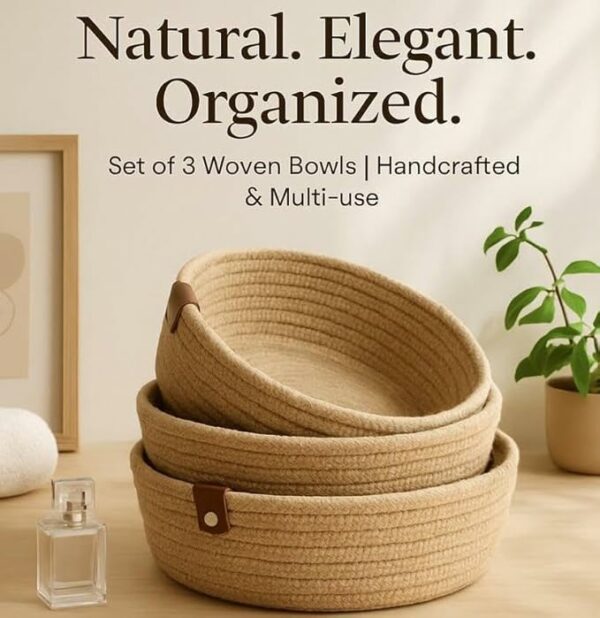 Natural. Elegant.
Organized.
Set of 3 Woven Bowls | Handcrafted
& Multi-use